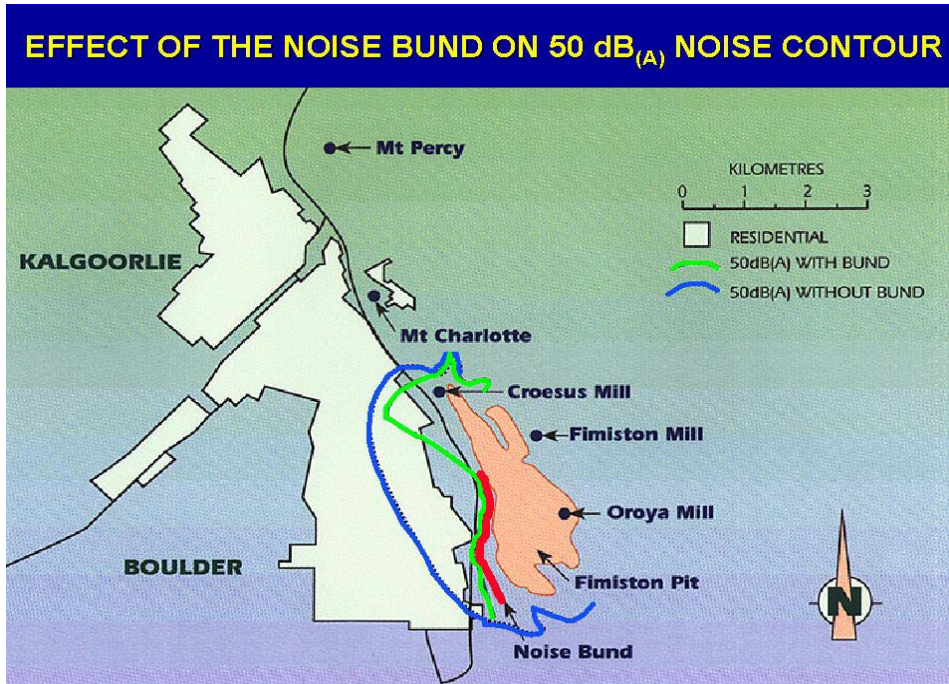 EFFECT OF THE NOISE BUND ON 50 dB(A) NOISE CONTOUR
Mt Percy
KILOMETRES
0 1 2 3
RESIDENTIAL
50dB(A) WITH BUND
50dB(A) WITHOUT BUND
KALGOORLIE
Mt Charlotte
Croesus Mill
Fimiston Mill
Oroya Mill
BOULDER
Fimiston Pit
N
Noise Bund